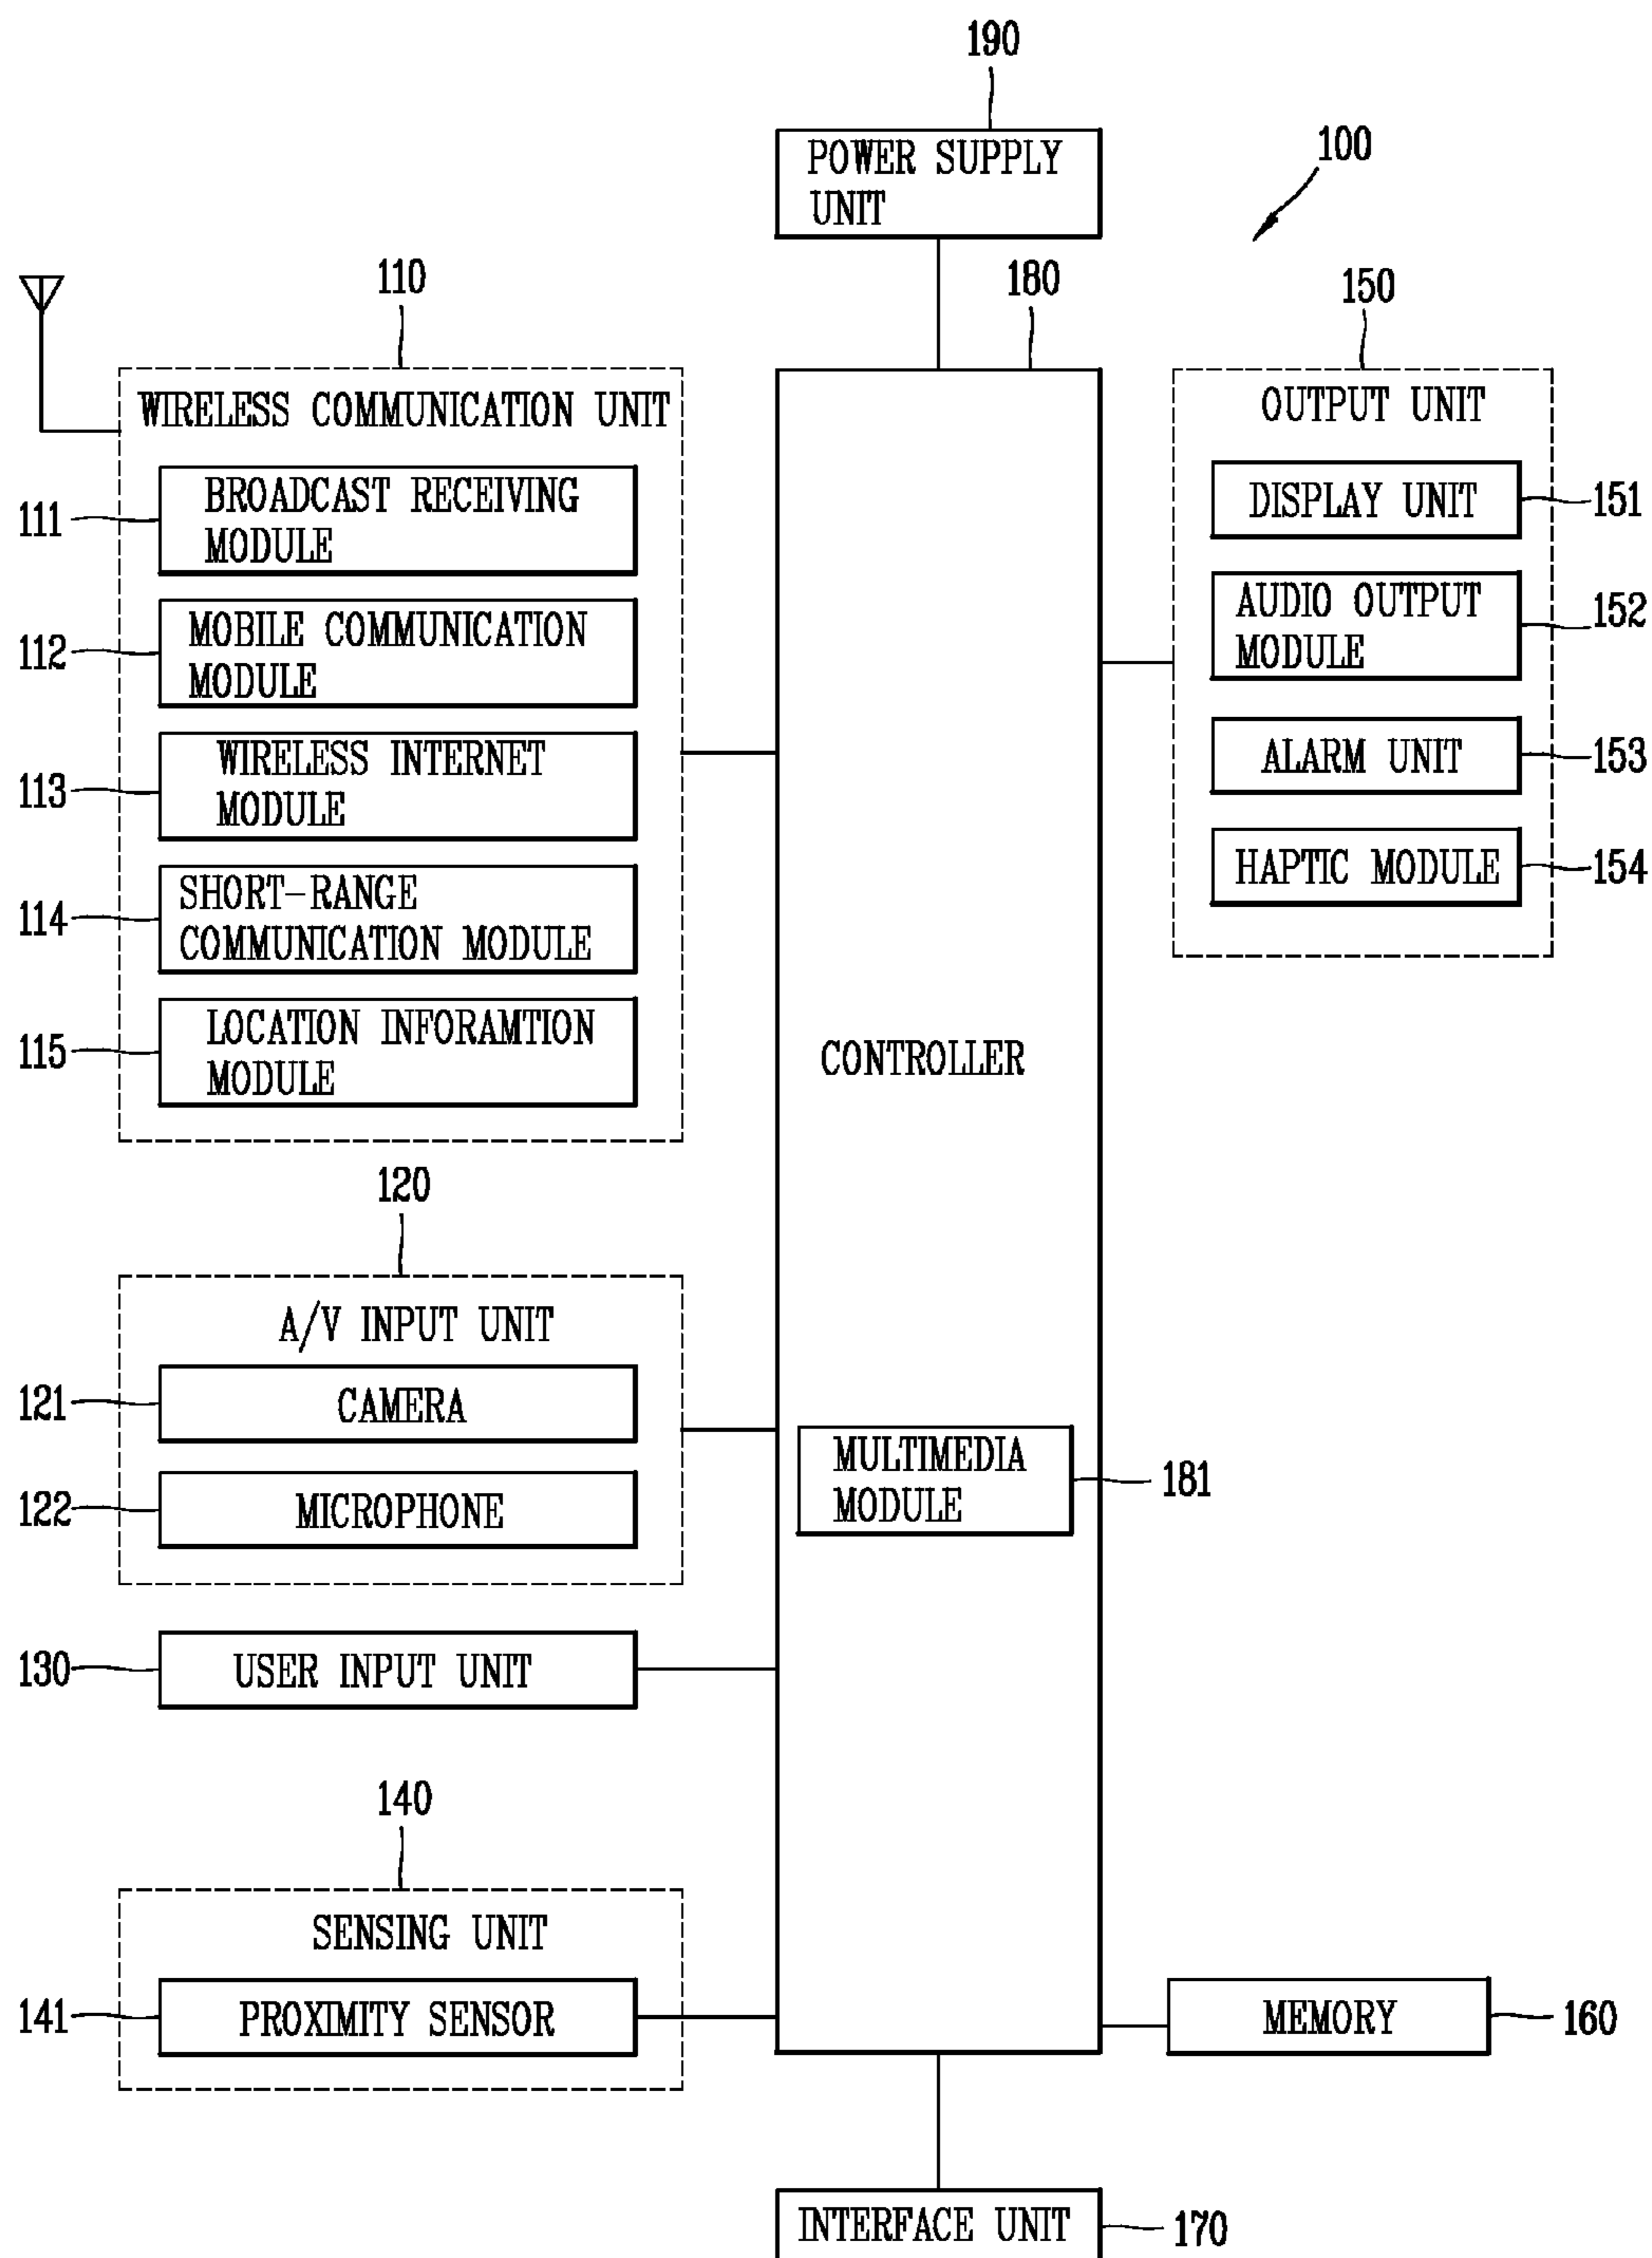 190
POWER SUPPLY
UNIT
100
110
180
150
WIRELESS COMMUNICATION UNIT
111
BROADCAST RECEIVING
MODULE
112
MOBILE COMMUNICATION
MODULE
113
WIRELESS INTERNET
MODULE
114
SHORT-RANGE
COMMUNICATION MODULE
115
LOCATION INFORAMTION
MODULE
120
A/V INPUT UNIT
121
CAMERA
122
MICROPHONE
130
USER INPUT UNIT
140
SENSING UNIT
141
PROXIMITY SENSOR
CONTROLLER
MULTIMEDIA
MODULE
181
OUTPUT UNIT
DISPLAY UNIT
151
AUDIO OUTPUT
MODULE
152
ALARM UNIT
153
HAPTIC MODULE
154
MEMORY
160
INTERFACE UNIT
170